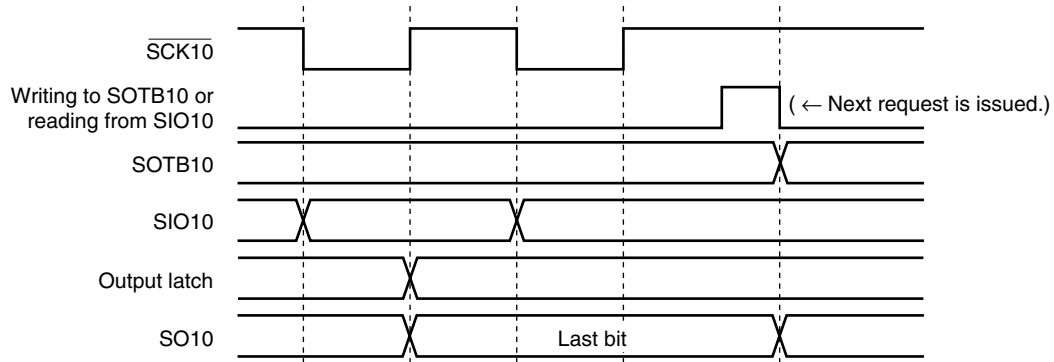 SCK10
Writing to SOTB10 or
reading from SIO10
( ← Next request is issued.)
SOTB10
SIO10
Output latch
SO10
Last bit